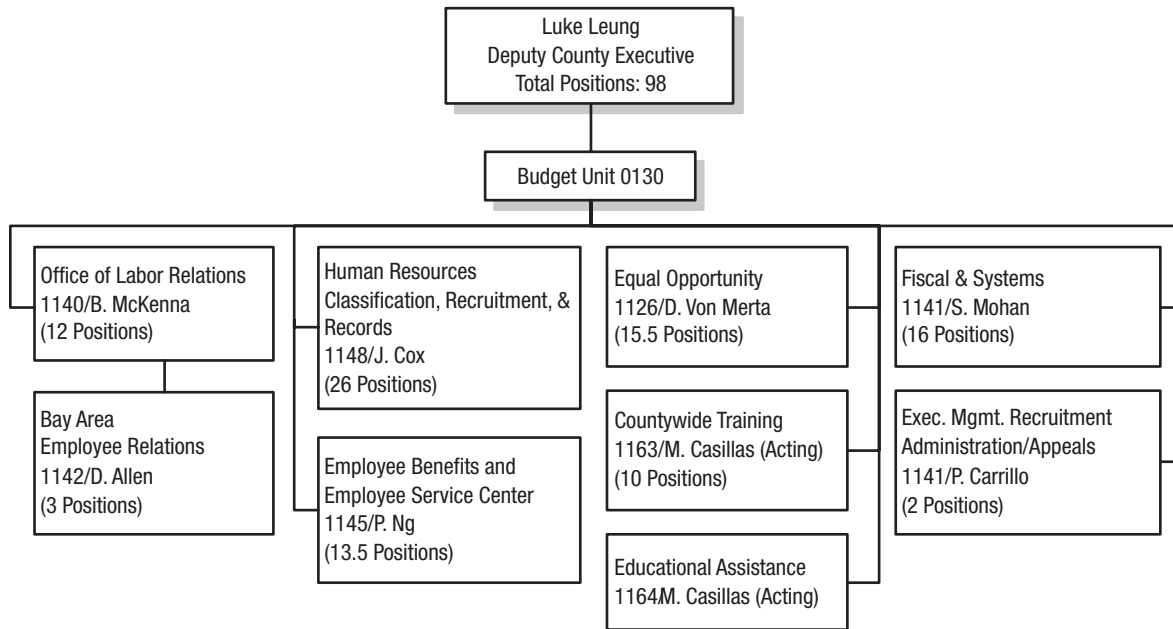 Luke Leung
Deputy County Executive
Total Positions: 98
Budget Unit 0130
Office of Labor Relations
1140/B. McKenna
(12 Positions)
Bay Area
Employee Relations
1142/D. Allen
(3 Positions)
Human Resources
Classification, Recruitment, &
Records
1148/J. Cox
(26 Positions)
Employee Benefits and
Employee Service Center
1145/P. Ng
(13.5 Positions)
Equal Opportunity
1126/D. Von Merta
(15.5 Positions)
Countywide Training
1163/M. Casillas (Acting)
(10 Positions)
Educational Assistance
1164/M. Casillas (Acting)
Fiscal & Systems
1141/S. Mohan
(16 Positions)
Exec. Mgmt. Recruitment
Administration/Appeals
1141/P. Carrillo
(2 Positions)